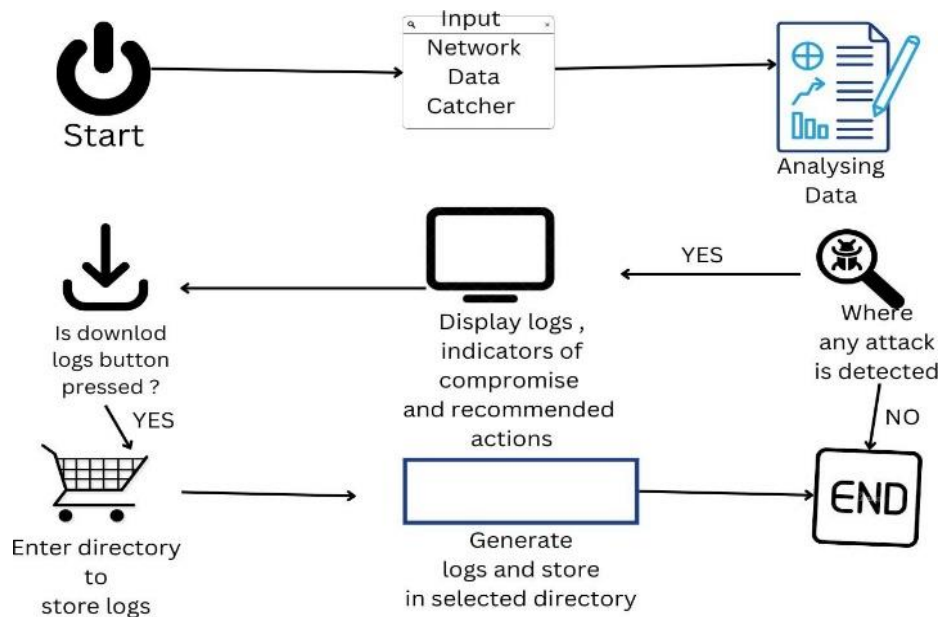 Start
Input
Network
Data
Catcher
Analysing
Data
Where
any attack
is detected
YES
NO
Display logs ,
indicators of
compromise
and recommended
actions
Is downlod
logs button
pressed ?
YES
Enter directory
to
store logs
Generate
logs and store
in selected directory
END